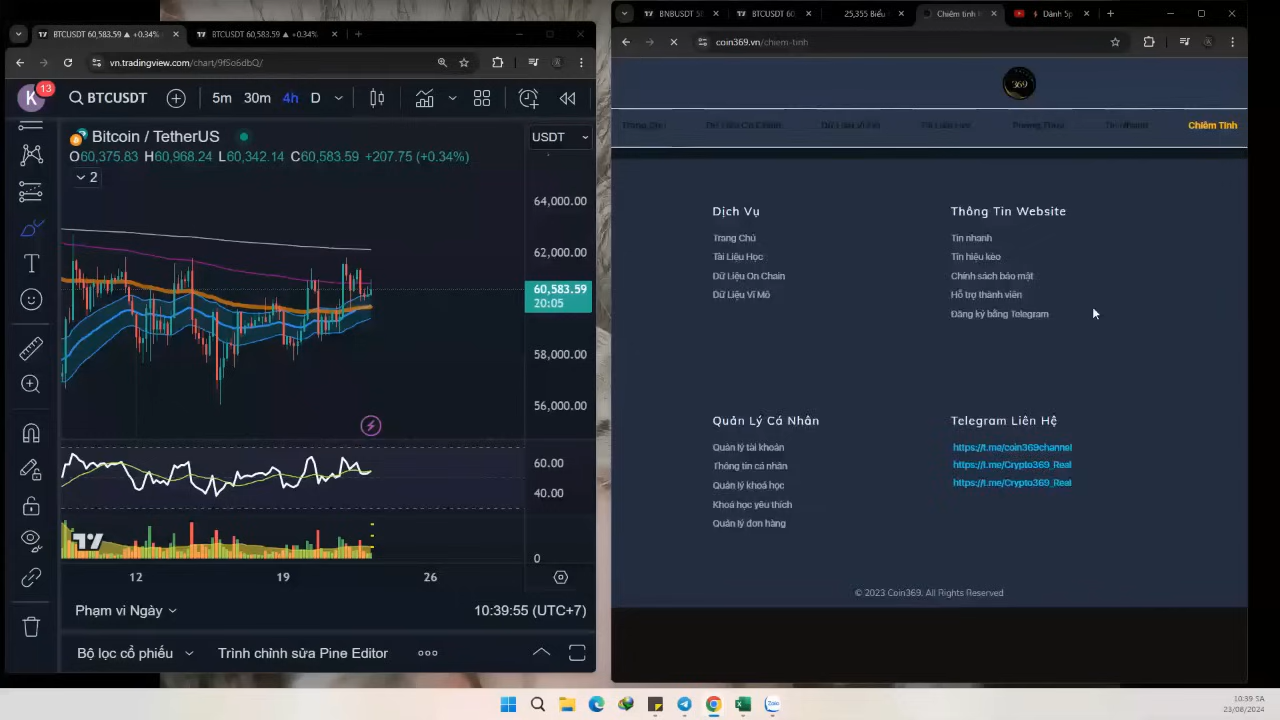 BTCUSDT 60,583.59 ▲ +0.34%
BTCUSDT 60,583.59 ▲ +0.34%
vn.tradingview.com/chart/9fSo6dbQ/
K
13
BTCUSDT
5m
30m
4h
D
Bitcoin / TetherUS
USDT
O60,375.83 H60,968.24 L60,342.14 C60,583.59 +207.75 (+0.34%)
2
64,000.00
62,000.00
60,583.59
20:05
58,000.00
56,000.00
60.00
40.00
0
12
19
26
Phạm vi Ngày
10:39:55 (UTC+7)
Bộ lọc cổ phiếu
Trình chỉnh sửa Pine Editor
BNBUSDT
BTCUSDT 60
25,355 Biểu
Chiêm tinh
Đánh 5p
coin369.vn/chiem-tinh
369
Chiêm Tinh
Dịch Vụ
Trang Chủ
Tài Liệu Học
Dữ Liệu On Chain
Dữ Liệu Vĩ Mô
Thông Tin Website
Tin nhanh
Tín hiệu kèo
Chính sách bảo mật
Hỗ trợ thành viên
Đăng ký bằng Telegram
Quản Lý Cá Nhân
Quản lý tài khoản
Thông tin cá nhân
Quản lý khoá học
Khoá học yêu thích
Quản lý đơn hàng
Telegram Liên Hệ
https://t.me/coin369channel
https://t.me/Crypto369_Real
https://t.me/Crypto369_Real
© 2023 Coin369. All Rights Reserved
Zalo
10:39 SA
23/08/2024